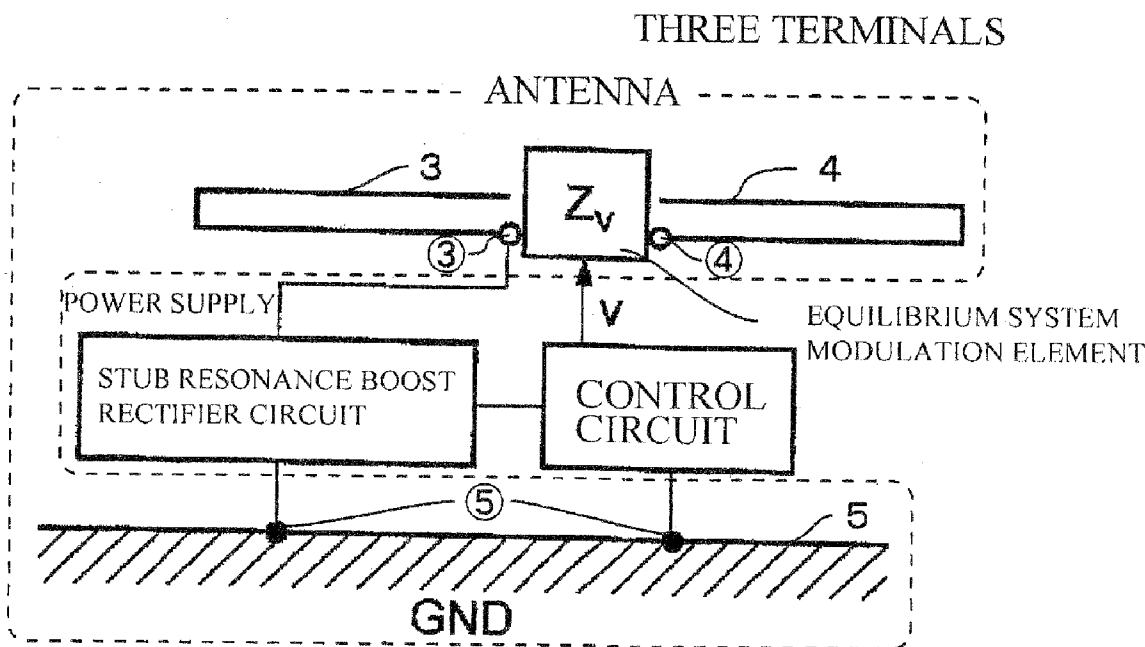 THREE TERMINALS
ANTENNA
3
4
Zv
③
④
POWER SUPPLY
V
EQUILIBRIUM SYSTEM
MODULATION ELEMENT
STUB RESONANCE BOOST
RECTIFIER CIRCUIT
CONTROL
CIRCUIT
⑤
5
GND